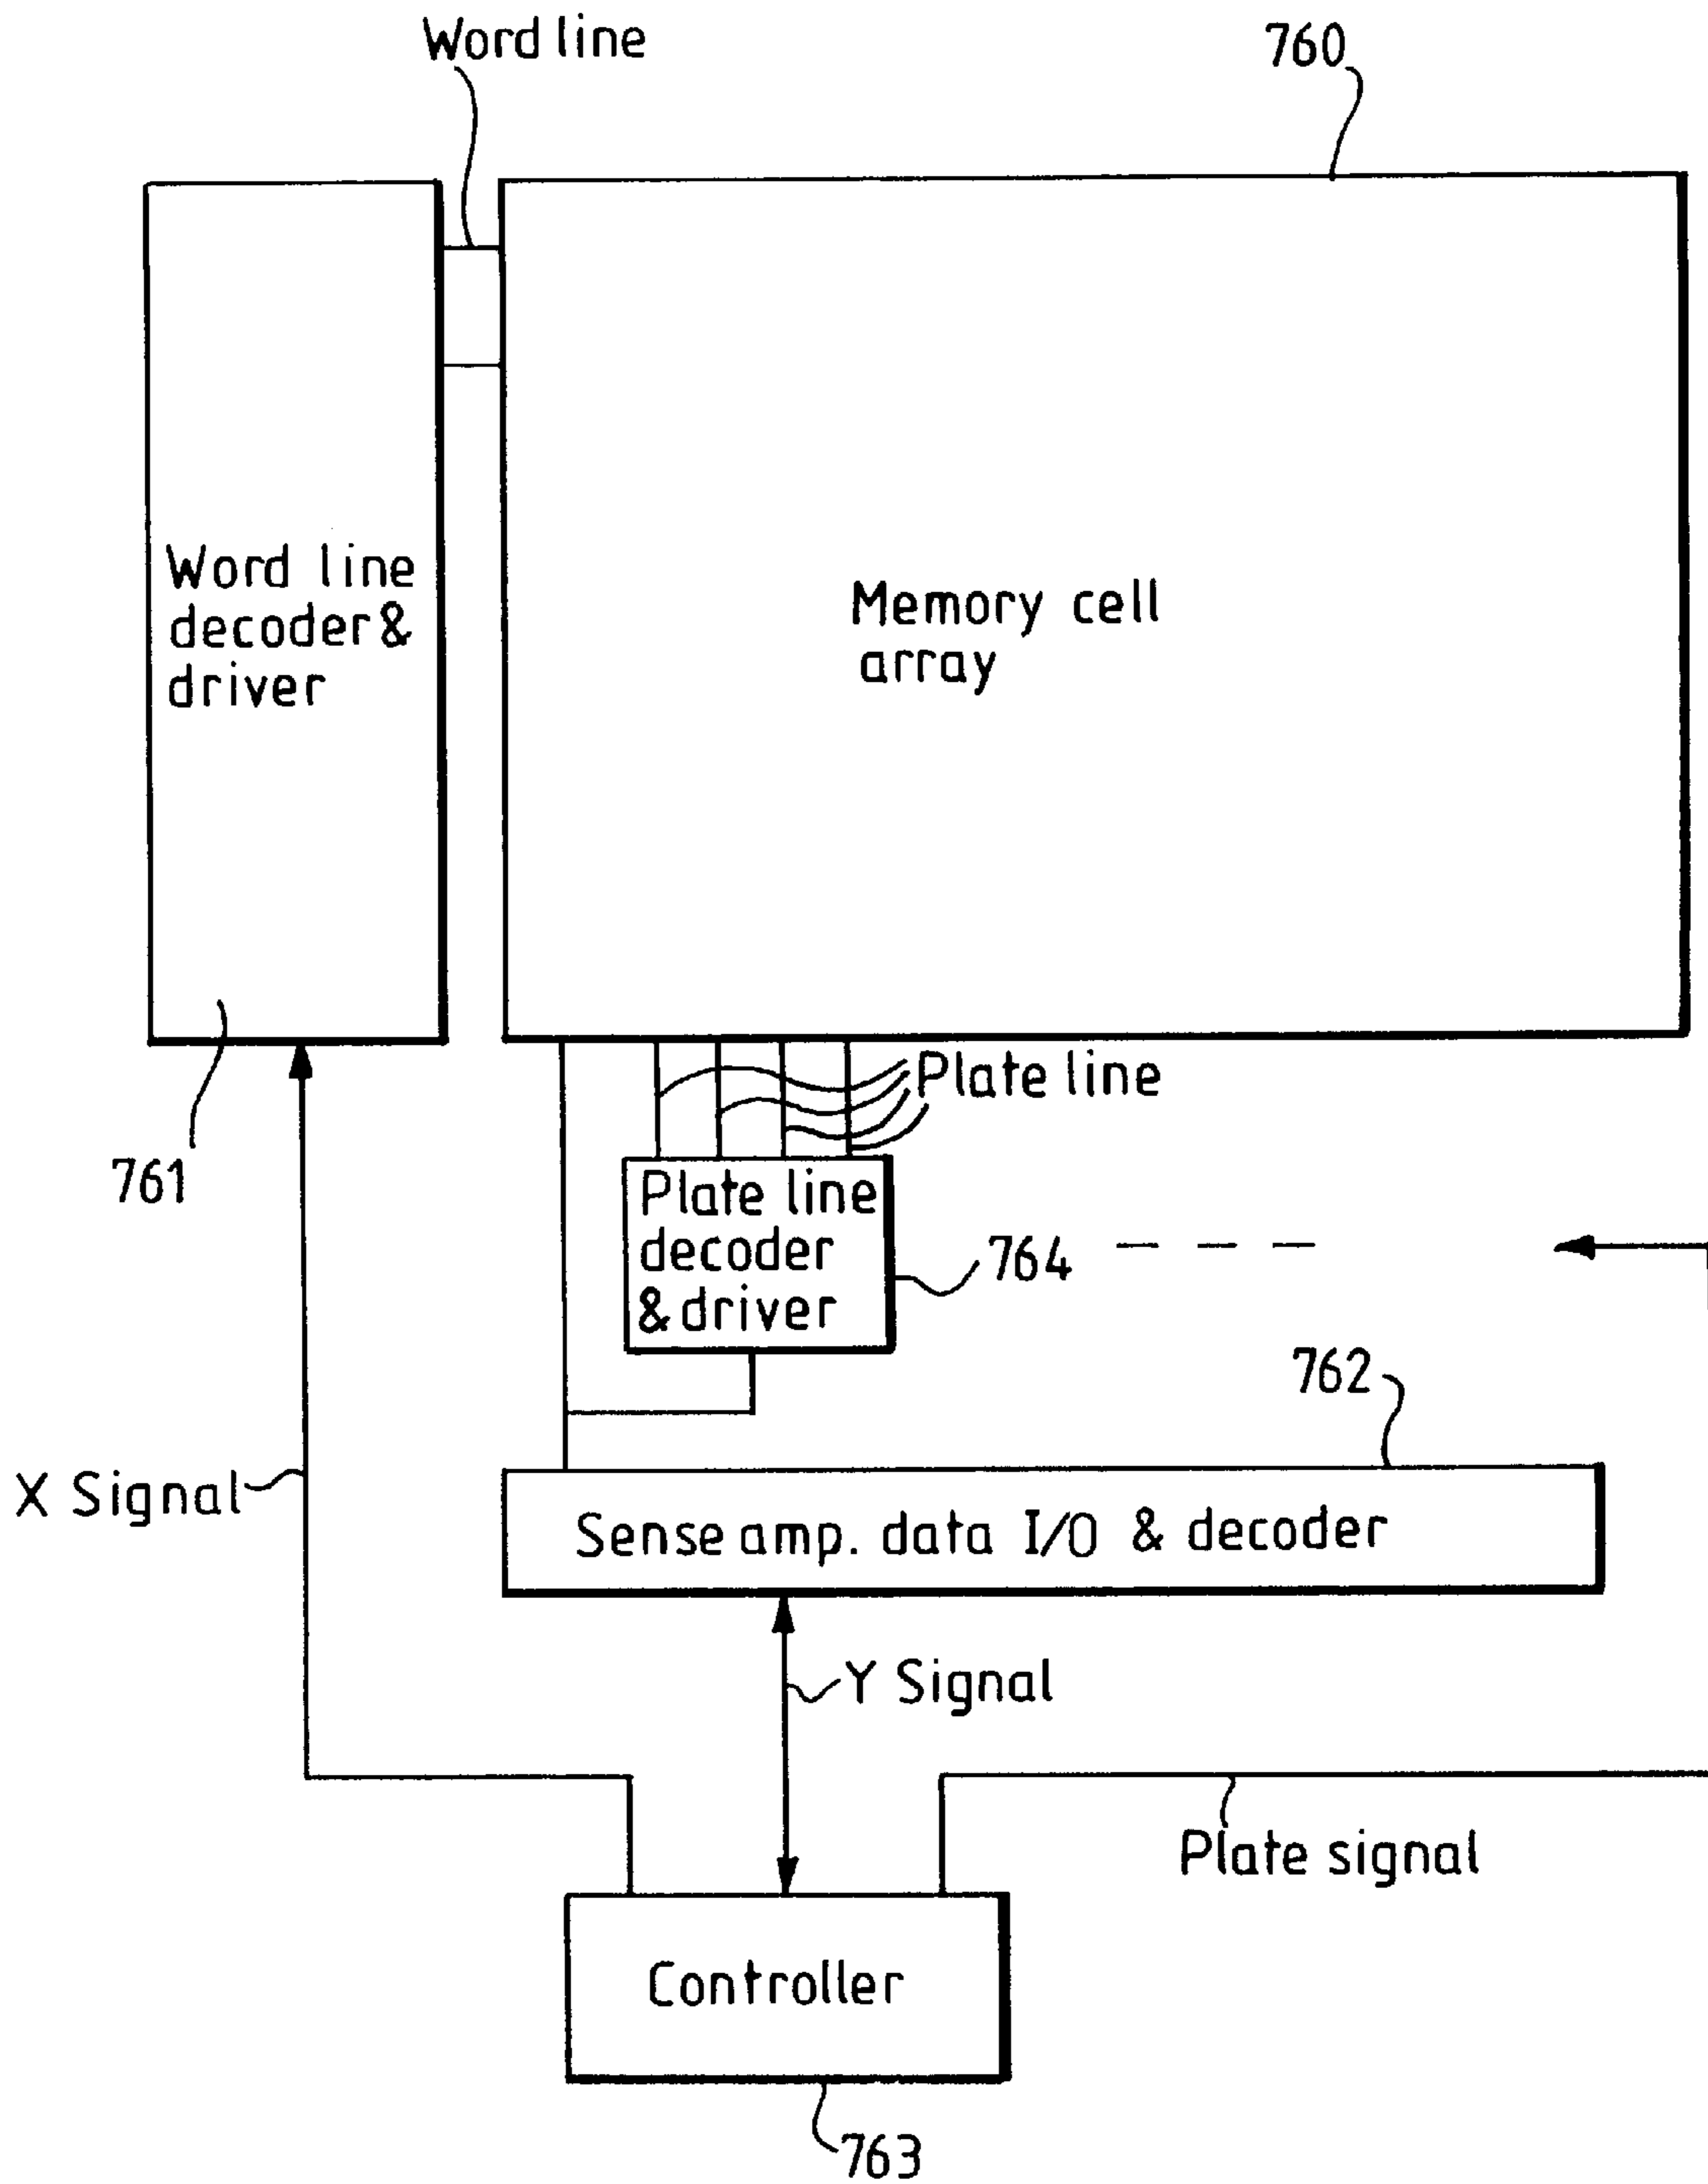 Word line
760
Word line
decoder &
driver
Memory cell
array
Plate line
761
Plate line
decoder
& driver
764
762
X Signal
Sense amp. data I/O & decoder
Y Signal
Plate signal
Controller
763